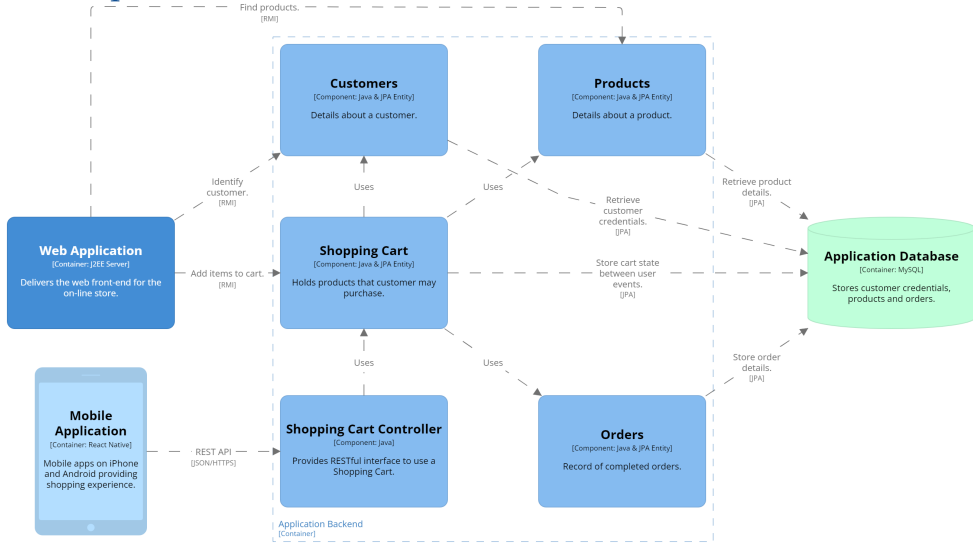 Find products.
[RMI]
Customers
[Component: Java & JPA Entity]
Details about a customer.
Products
[Component: Java & JPA Entity]
Details about a product.
Identify
customer.
[RMI]
Uses
Uses
Retrieve
customer
credentials.
[JPA]
Retrieve product
details.
[JPA]
Web Application
[Container: J2EE Server]
Delivers the web front-end for the
on-line store.
Add items to cart.
[RMI]
Shopping Cart
[Component: Java & JPA Entity]
Holds products that customer may
purchase.
Store cart state
between user
events.
[JPA]
Application Database
[Container: MySQL]
Stores customer credentials,
products and orders.
Uses
Uses
Store order
details.
[JPA]
Mobile
Application
[Container: React Native]
Mobile apps on iPhone
and Android providing
shopping experience.
REST API
[JSON/HTTPS]
Shopping Cart Controller
[Component: Java]
Provides RESTful interface to use a
Shopping Cart.
Orders
[Component: Java & JPA Entity]
Record of completed orders.
Application Backend
[Container]